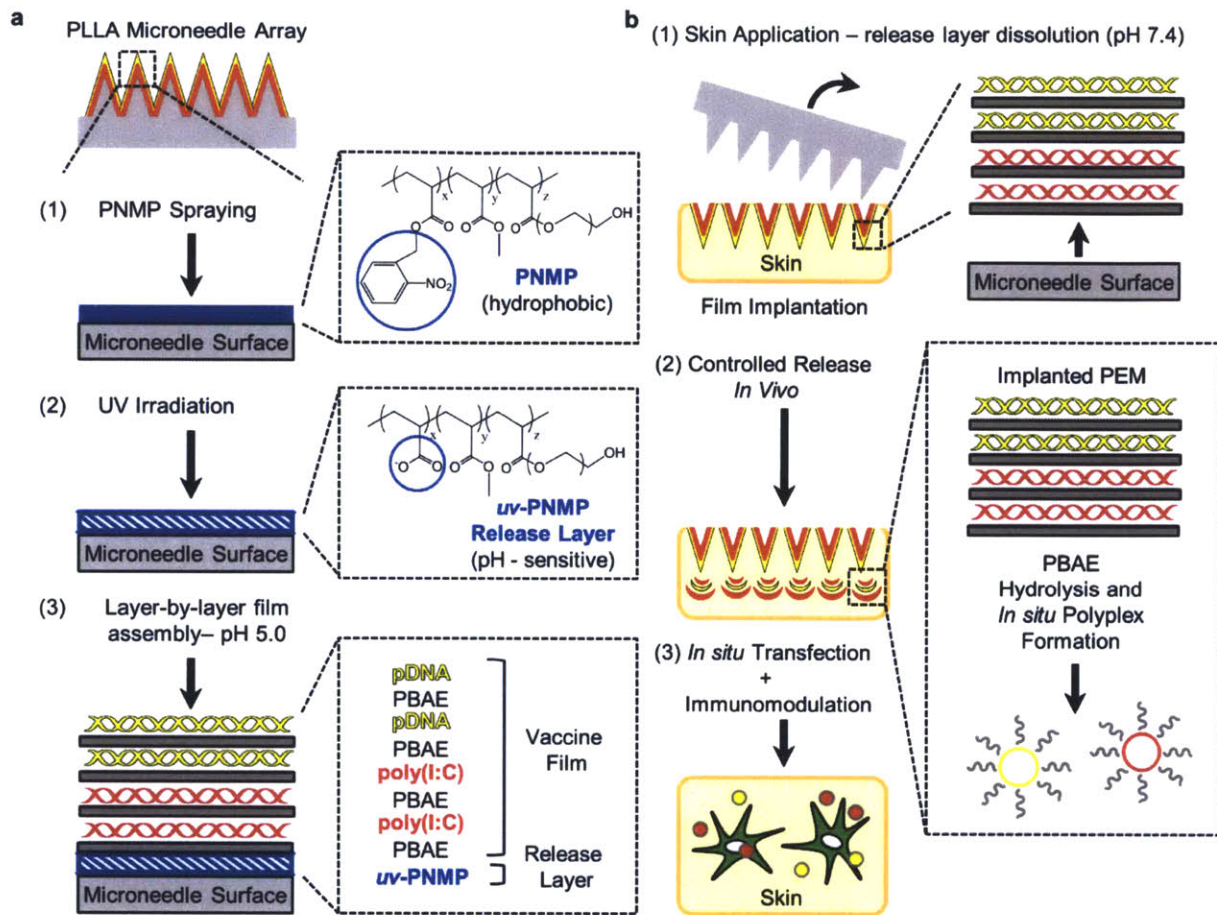 a
PLLA Microneedle Array
(1) PNMP Spraying
Microneedle Surface
x
y
z
O
O
O
O
O
O
OH
NO₂
PNMP
(hydrophobic)
(2) UV Irradiation
Microneedle Surface
x
y
z
-O
O
O
O
O
O
O
OH
uv-PNMP
Release Layer
(pH - sensitive)
(3) Layer-by-layer film
assembly– pH 5.0
Microneedle Surface
pDNA
PBAE
pDNA
PBAE
poly(I:C)
PBAE
poly(I:C)
PBAE
uv-PNMP
Vaccine
Film
Release
Layer
b
(1) Skin Application – release layer dissolution (pH 7.4)
Skin
Film Implantation
Microneedle Surface
(2) Controlled Release
In Vivo
Implanted PEM
PBAE
Hydrolysis and
In situ Polyplex
Formation
(3) In situ Transfection
+
Immunomodulation
Skin